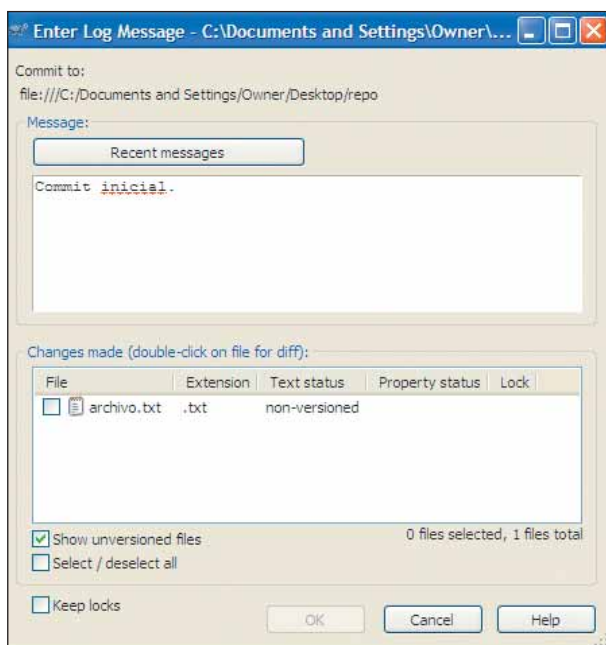 Enter Log Message - C:\Documents and Settings\Owner\...
Commit to:
file:///C:/Documents and Settings/Owner/Desktop/repo
Message:
Recent messages
Commit inicial.
Changes made (double-click on file for diff):
File Extension Text status Property status Lock
archivo.txt .txt non-versioned
Show unversioned files 0 files selected, 1 files total
Select / deselect all
Keep locks OK Cancel Help